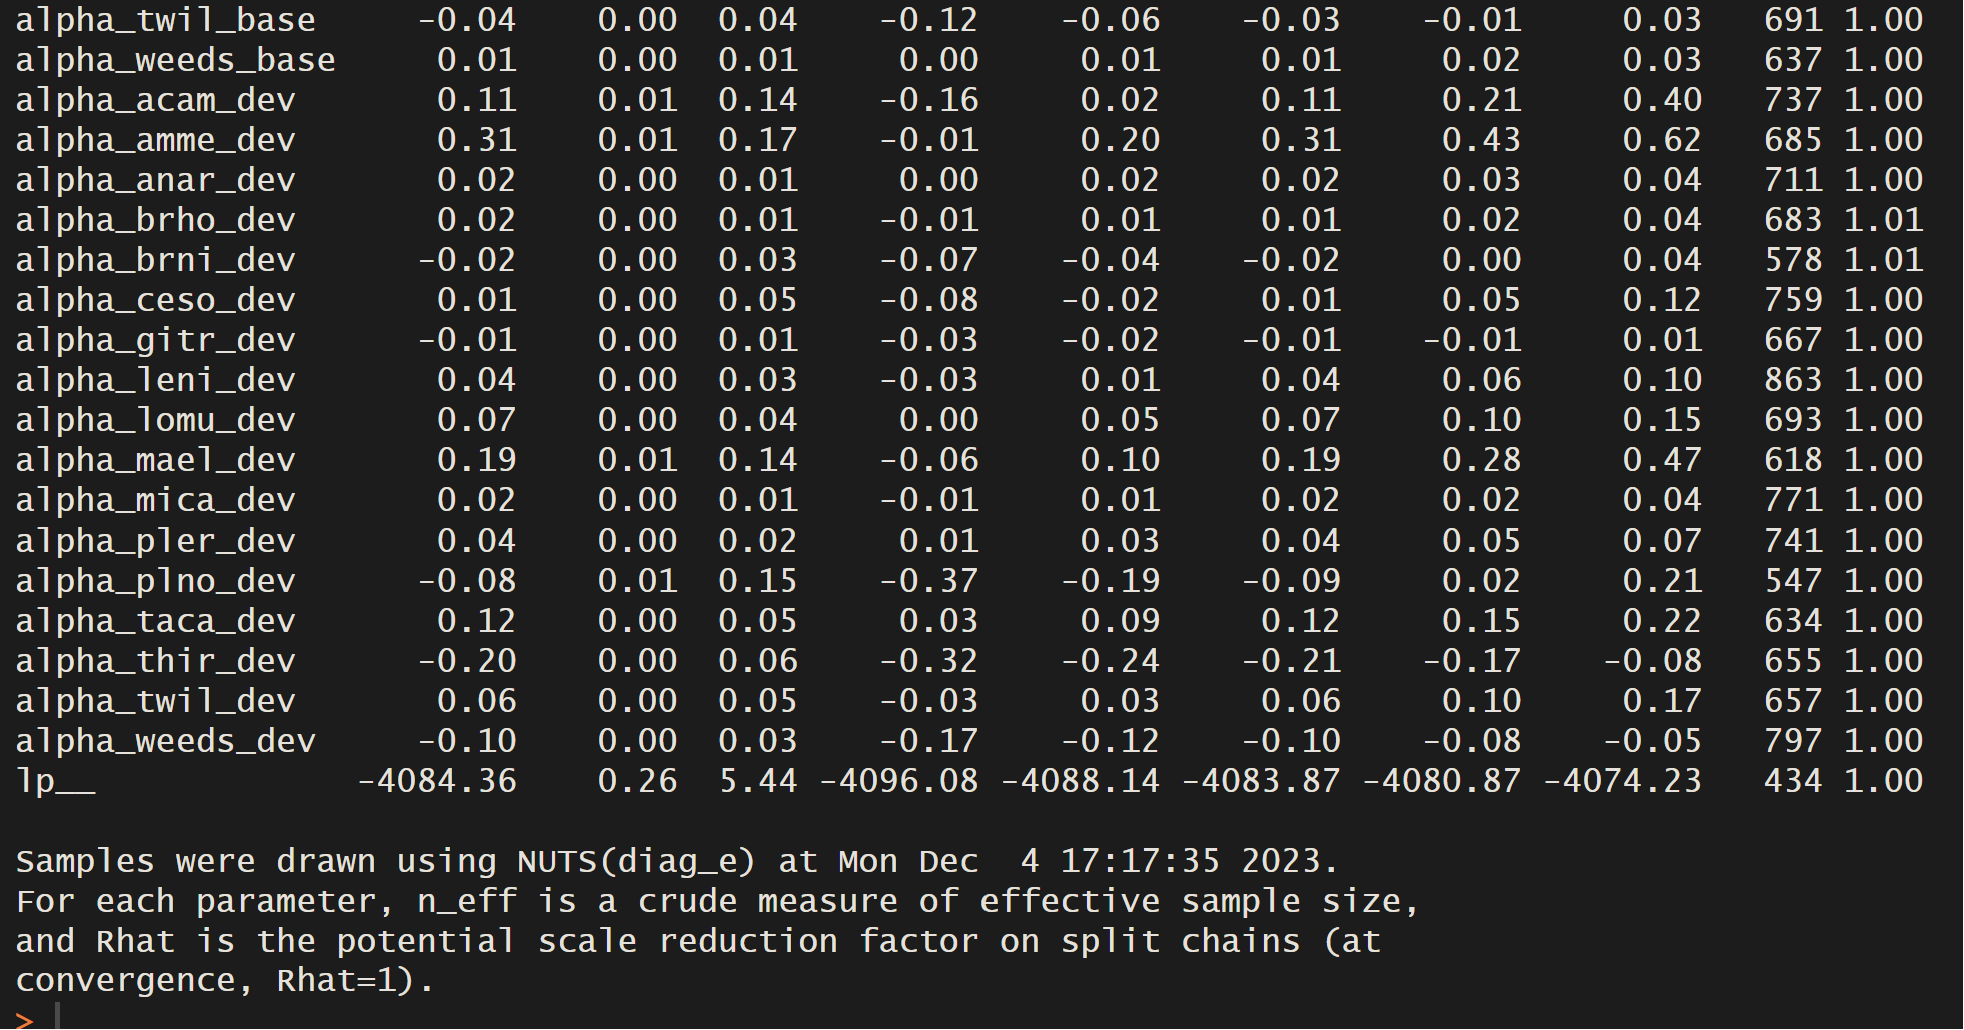 alpha_twil_base -0.04 0.00 0.04 -0.12 -0.06 -0.03 -0.01 0.03 691 1.00
alpha_weeds_base 0.01 0.00 0.01 0.00 0.01 0.01 0.02 0.03 637 1.00
alpha_acam_dev 0.11 0.01 0.14 -0.16 0.02 0.11 0.21 0.40 737 1.00
alpha_amme_dev 0.31 0.01 0.17 -0.01 0.20 0.31 0.43 0.62 685 1.00
alpha_anar_dev 0.02 0.00 0.01 0.00 0.02 0.02 0.03 0.04 711 1.00
alpha_brho_dev 0.02 0.00 0.01 -0.01 0.01 0.01 0.02 0.04 683 1.01
alpha_brni_dev -0.02 0.00 0.03 -0.07 -0.04 -0.02 0.00 0.04 578 1.01
alpha_ceso_dev 0.01 0.00 0.05 -0.08 -0.02 0.01 0.05 0.12 759 1.00
alpha_gitr_dev -0.01 0.00 0.01 -0.03 -0.02 -0.01 -0.01 0.01 667 1.00
alpha_leni_dev 0.04 0.00 0.03 -0.03 0.01 0.04 0.06 0.10 863 1.00
alpha_lomu_dev 0.07 0.00 0.04 0.00 0.05 0.07 0.10 0.15 693 1.00
alpha_mael_dev 0.19 0.01 0.14 -0.06 0.10 0.19 0.28 0.47 618 1.00
alpha_mica_dev 0.02 0.00 0.01 -0.01 0.01 0.02 0.02 0.04 771 1.00
alpha_pler_dev 0.04 0.00 0.02 0.01 0.03 0.04 0.05 0.07 741 1.00
alpha_plno_dev -0.08 0.01 0.15 -0.37 -0.19 -0.09 0.02 0.21 547 1.00
alpha_taca_dev 0.12 0.00 0.05 0.03 0.09 0.12 0.15 0.22 634 1.00
alpha_thir_dev -0.20 0.00 0.06 -0.32 -0.24 -0.21 -0.17 -0.08 655 1.00
alpha_twil_dev 0.06 0.00 0.05 -0.03 0.03 0.06 0.10 0.17 657 1.00
alpha_weeds_dev -0.10 0.00 0.03 -0.17 -0.12 -0.10 -0.08 -0.05 797 1.00
lp__ -4084.36 0.26 5.44 -4096.08 -4088.14 -4083.87 -4080.87 -4074.23 434 1.00
Samples were drawn using NUTS(diag_e) at Mon Dec  4 17:17:35 2023.
For each parameter, n_eff is a crude measure of effective sample size,
and Rhat is the potential scale reduction factor on split chains (at
convergence, Rhat=1).
>